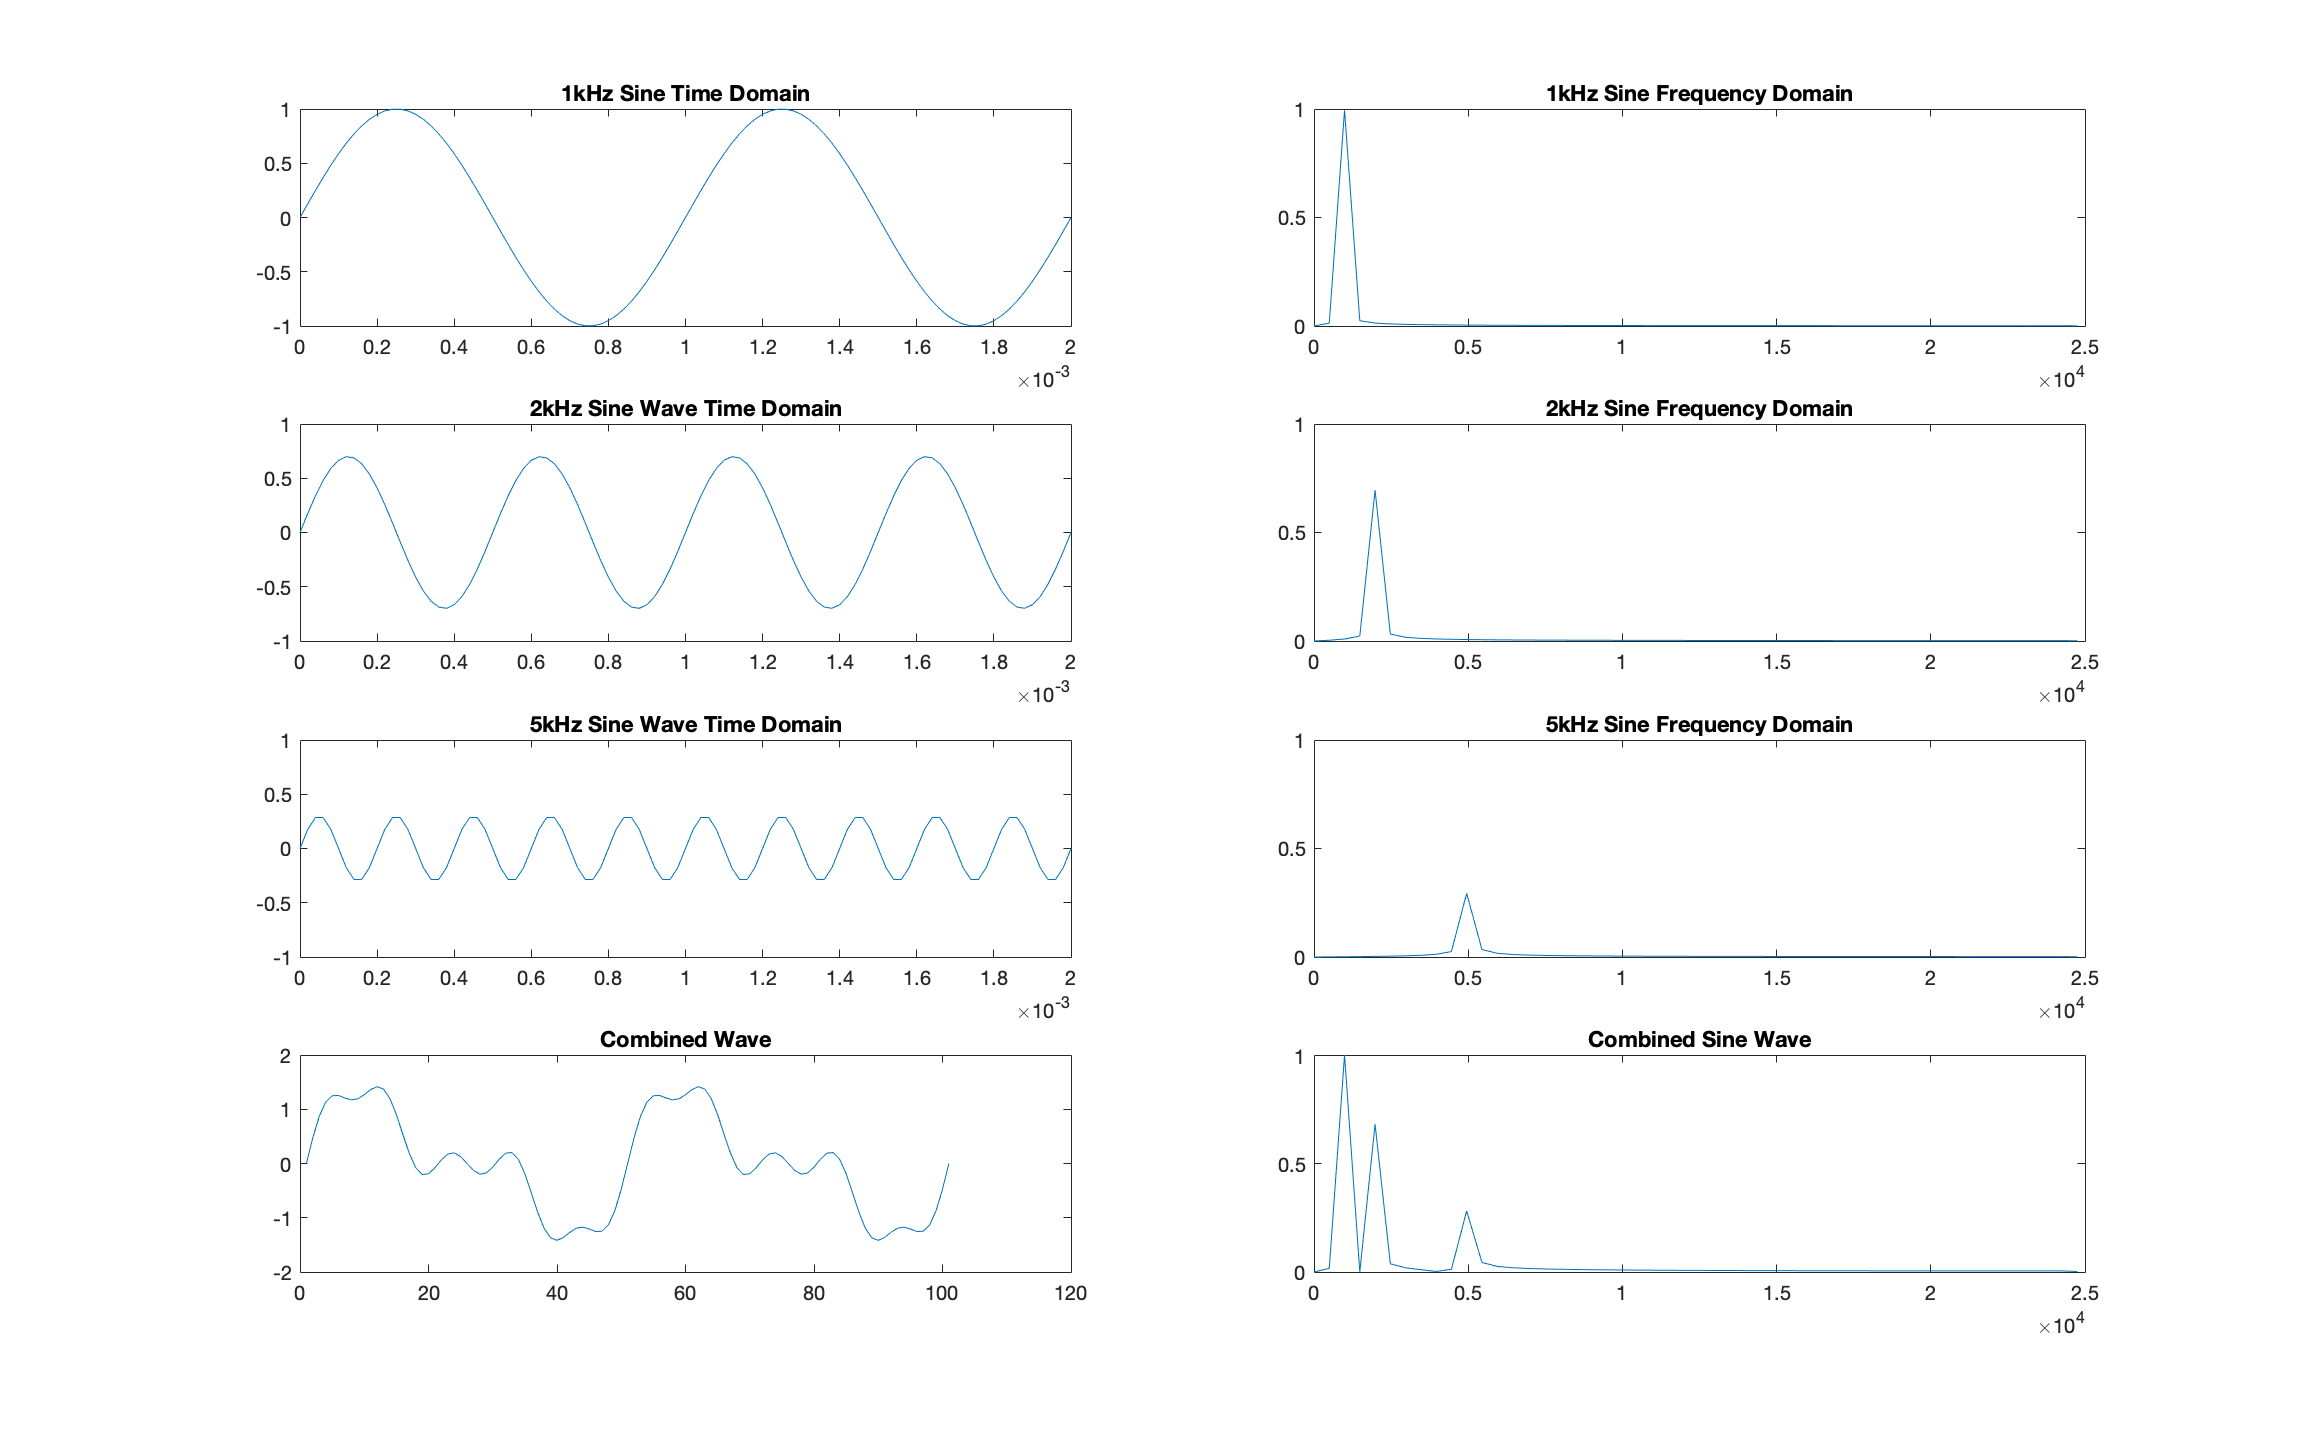 1kHz Sine Time Domain
1
0.5
0
-0.5
-1
0 0.2 0.4 0.6 0.8 1 1.2 1.4 1.6 1.8 2
×10-3
1kHz Sine Frequency Domain
1
0.5
0
0 0.5 1 1.5 2 2.5
×104
2kHz Sine Wave Time Domain
1
0.5
0
-0.5
-1
0 0.2 0.4 0.6 0.8 1 1.2 1.4 1.6 1.8 2
×10-3
2kHz Sine Frequency Domain
1
0.5
0
0 0.5 1 1.5 2 2.5
×104
5kHz Sine Wave Time Domain
1
0.5
0
-0.5
-1
0 0.2 0.4 0.6 0.8 1 1.2 1.4 1.6 1.8 2
×10-3
5kHz Sine Frequency Domain
1
0.5
0
0 0.5 1 1.5 2 2.5
×104
Combined Wave
2
1
0
-1
-2
0 20 40 60 80 100 120
Combined Sine Wave
1
0.5
0
0 0.5 1 1.5 2 2.5
×104